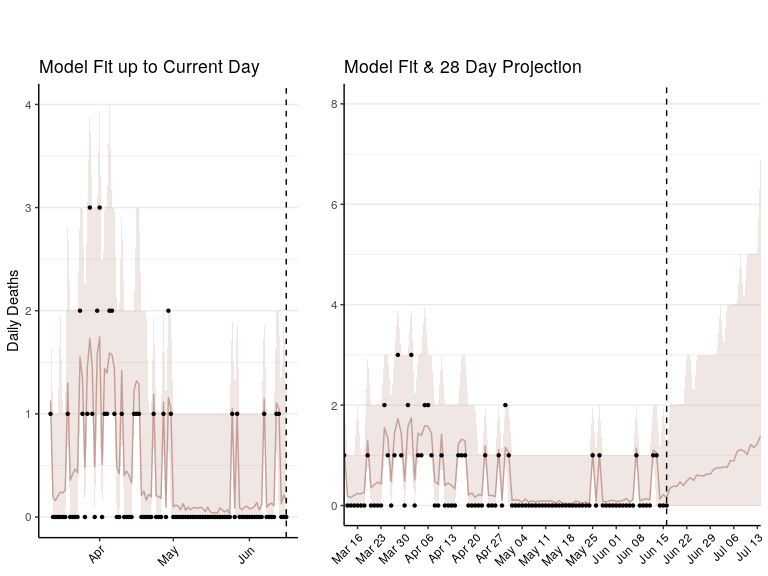 Model Fit up to Current Day
Daily Deaths
4
3
2
1
0
Apr
May
Jun
Model Fit & 28 Day Projection
8
6
4
2
0
Mar 16
Mar 23
Mar 30
Apr 06
Apr 13
Apr 20
Apr 27
May 04
May 11
May 18
May 25
Jun 01
Jun 08
Jun 15
Jun 22
Jun 29
Jul 06
Jul 13